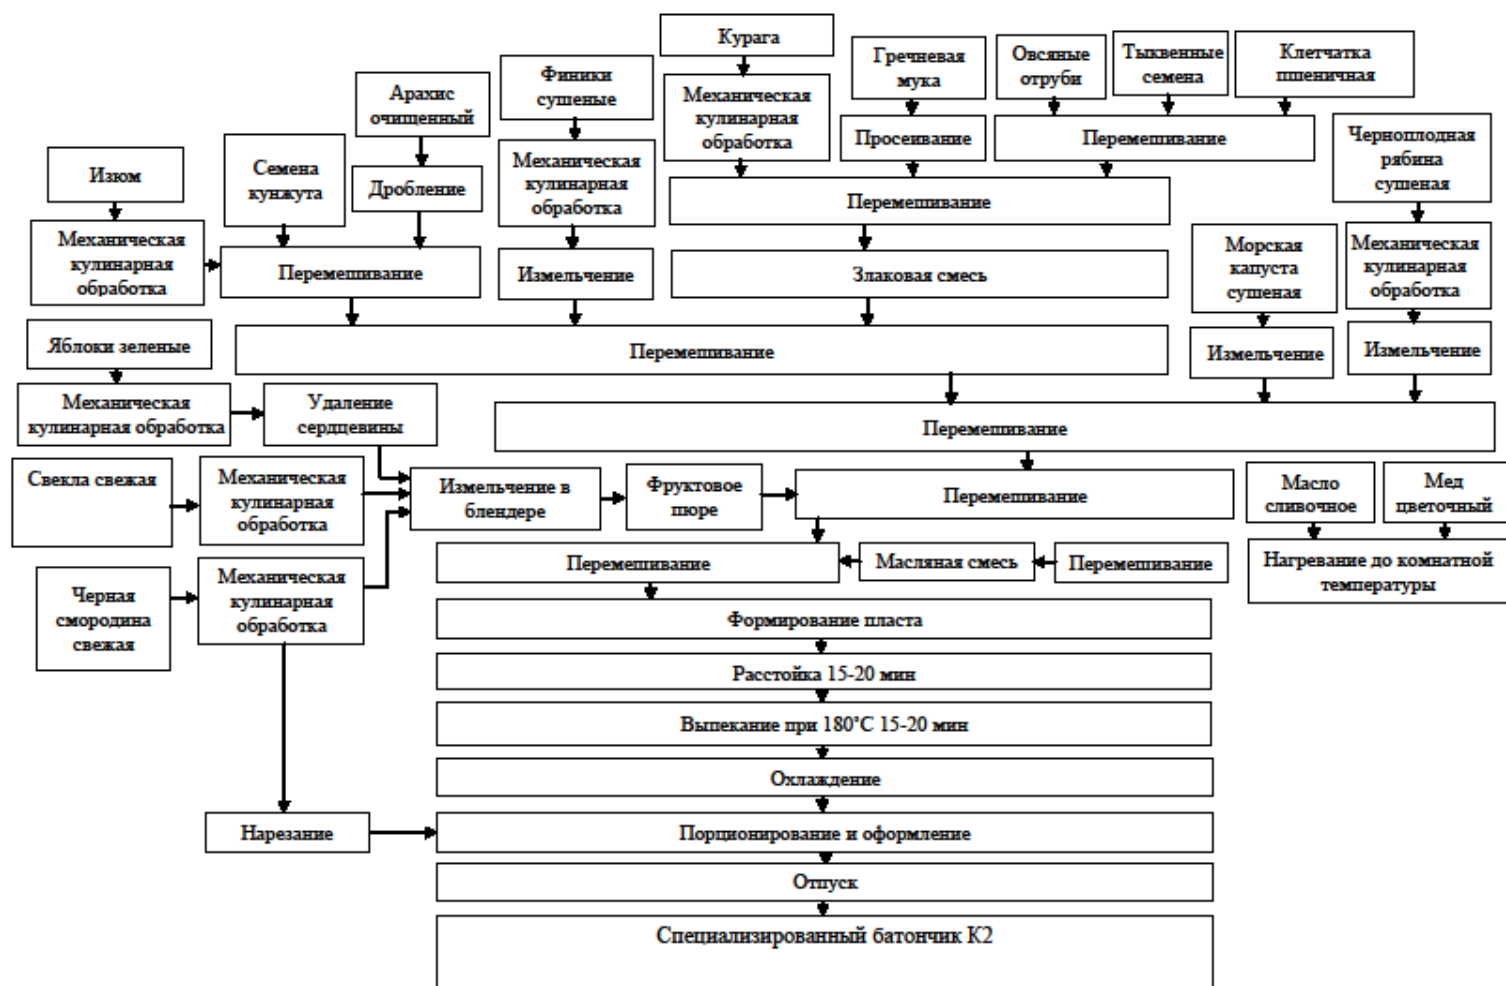 Курага
Гречневая
мука
Овсяные
отруби
Тыквенные
семена
Клетчатка
пшеничная
Финики
сушеные
Арахис
очищенный
Механическая
кулинарная
обработка
Просеивание
Перемешивание
Черноплодная
рябина
сушеная
Изюм
Семена
кунжута
Дробление
Механическая
кулинарная
обработка
Перемешивание
Механическая
кулинарная
обработка
Перемешивание
Измельчение
Злаковая смесь
Морская
капуста
сушеная
Механическая
кулинарная
обработка
Яблоки зеленые
Перемешивание
Измельчение
Измельчение
Механическая
кулинарная обработка
Удаление
сердцевины
Перемешивание
Свекла свежая
Механическая
кулинарная
обработка
Измельчение в
блендере
Фруктовое
пюре
Перемешивание
Масло
сливочное
Мед
цветочный
Черная
смородина
свежая
Механическая
кулинарная
обработка
Перемешивание
Масляная смесь
Перемешивание
Нагревание до комнатной
температуры
Формирование пласта
Расстойка 15-20 мин
Выпекание при 180°С 15-20 мин
Охлаждение
Нарезание
Порционирование и оформление
Отпуск
Специализированный батончик К2